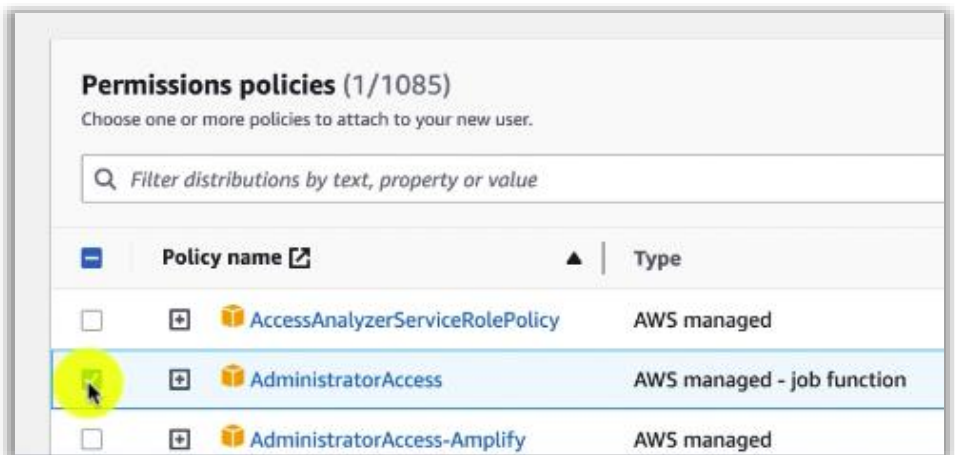 Permissions policies (1/1085)
Choose one or more policies to attach to your new user.
Filter distributions by text, property or value
Policy name Type
AccessAnalyzerServiceRolePolicy AWS managed
AdministratorAccess AWS managed - job function
AdministratorAccess-Amplify AWS managed